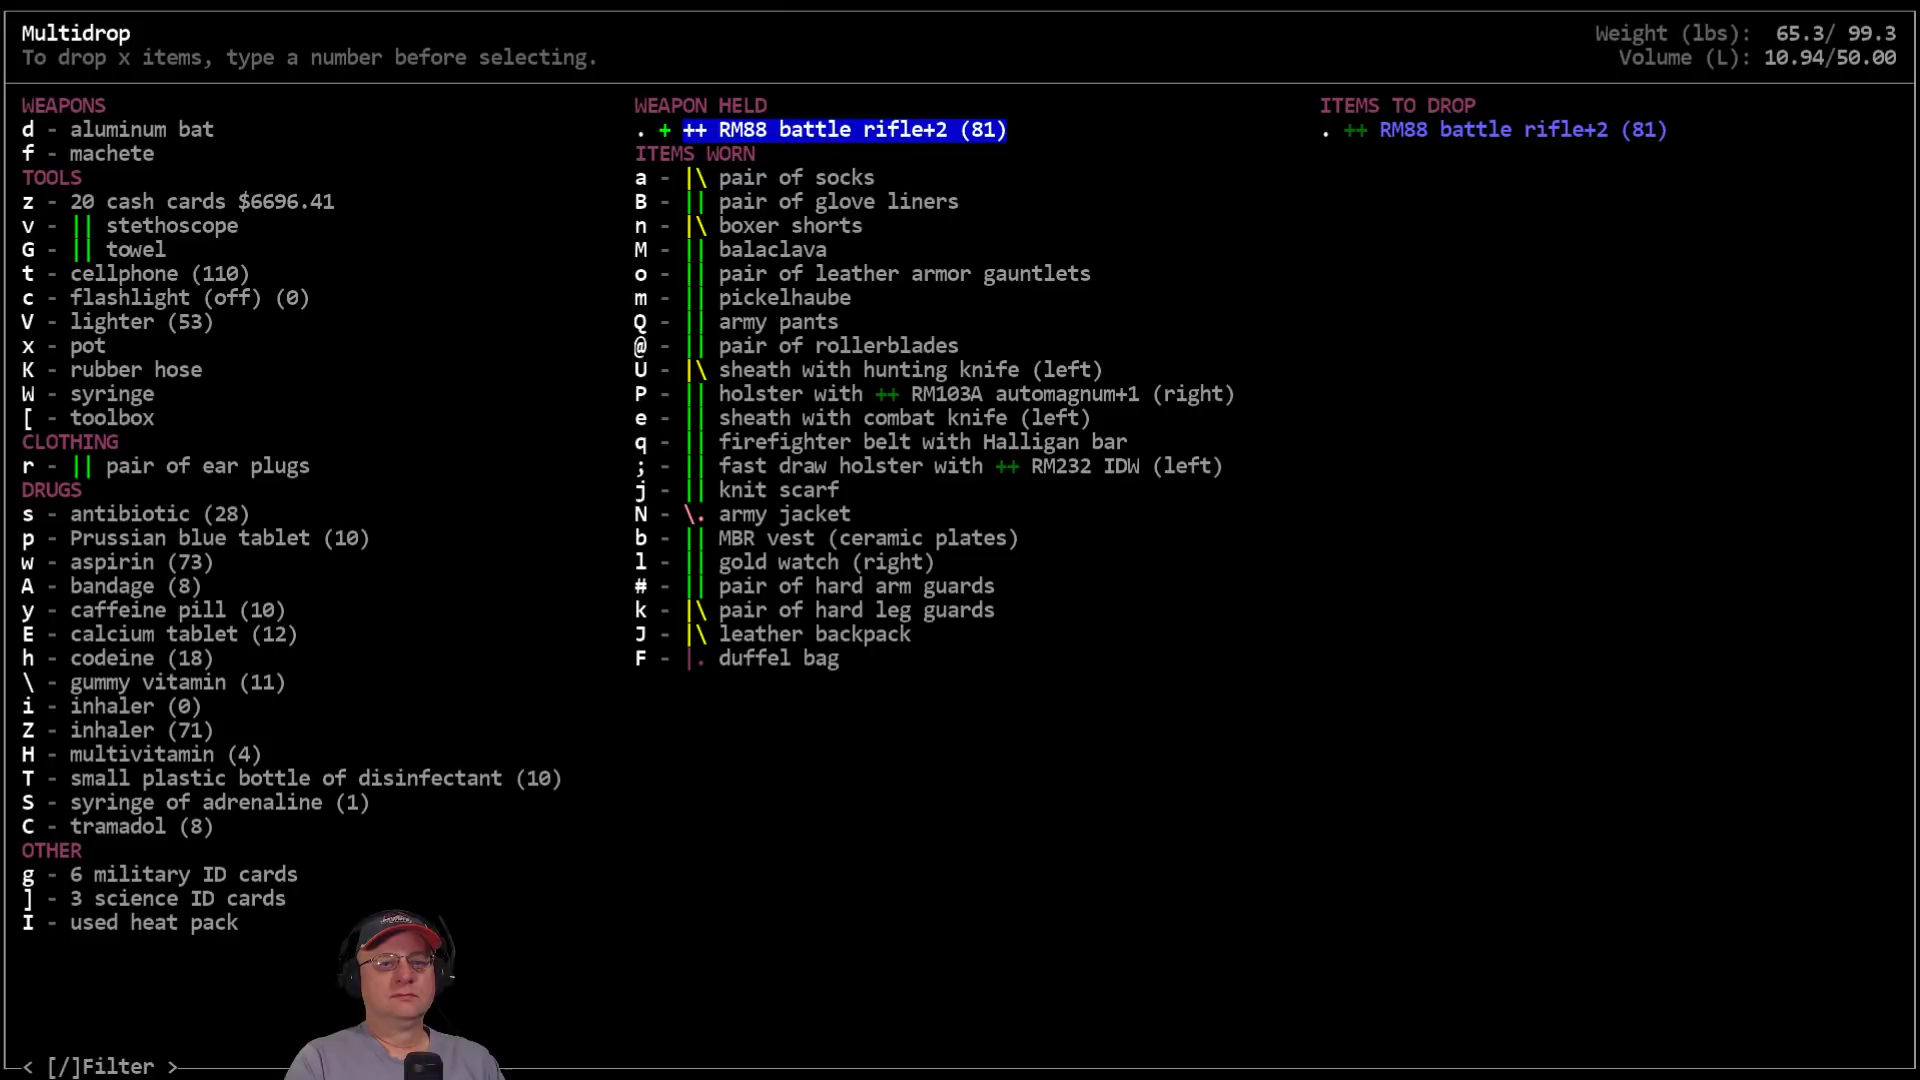 Multidrop
To drop x items, type a number before selecting.
Weight (lbs): 65.3/ 99.3
Volume (L): 10.94/50.00
WEAPONS
d - aluminum bat
f - machete
TOOLS
z - 20 cash cards $6696.41
v - || stethoscope
G - || towel
t - cellphone (110)
c - flashlight (off) (0)
V - lighter (53)
x - pot
K - rubber hose
W - syringe
[ - toolbox
CLOTHING
r - || pair of ear plugs
DRUGS
s - antibiotic (28)
p - Prussian blue tablet (10)
w - aspirin (73)
A - bandage (8)
y - caffeine pill (10)
E - calcium tablet (12)
h - codeine (18)
\ - gummy vitamin (11)
i - inhaler (0)
Z - inhaler (71)
H - multivitamin (4)
T - small plastic bottle of disinfectant (10)
S - syringe of adrenaline (1)
C - tramadol (8)
OTHER
g - 6 military ID cards
] - 3 science ID cards
I - used heat pack
WEAPON HELD
. + ++ RM88 battle rifle+2 (81)
ITEMS WORN
a - |\ pair of socks
B - || pair of glove liners
n - |\ boxer shorts
M - || balaclava
o - || pair of leather armor gauntlets
m - || pickelhaube
Q - || army pants
@ - || pair of rollerblades
U - |\ sheath with hunting knife (left)
P - || holster with ++ RM103A automagnum+1 (right)
e - || sheath with combat knife (left)
q - || firefighter belt with Halligan bar
; - || fast draw holster with ++ RM232 IDW (left)
j - || knit scarf
N - \. army jacket
b - || MBR vest (ceramic plates)
l - || gold watch (right)
# - || pair of hard arm guards
k - |\ pair of hard leg guards
J - |\ leather backpack
F - |. duffel bag
ITEMS TO DROP
. ++ RM88 battle rifle+2 (81)
< [/]Filter >